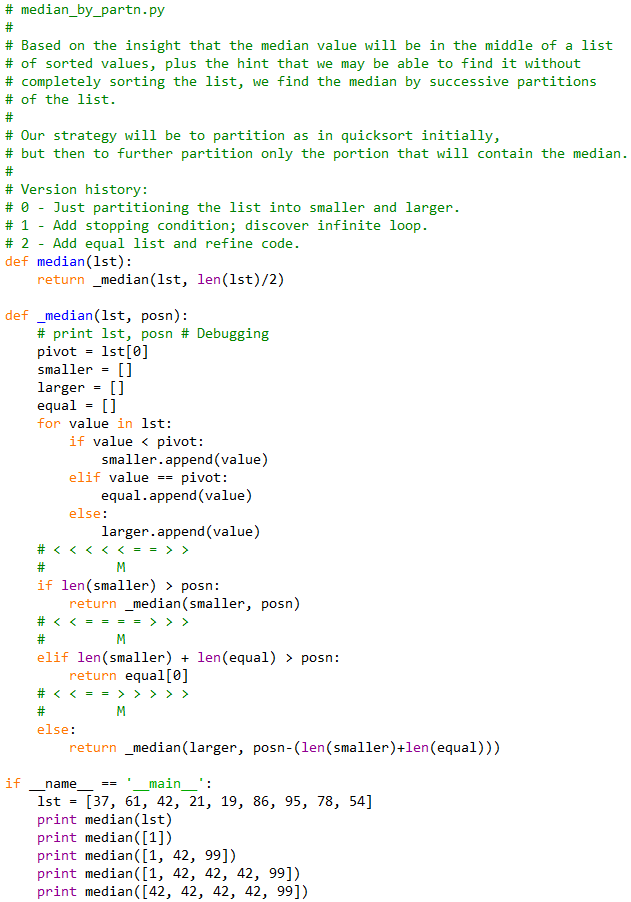 # median_by_partn.py
#
# Based on the insight that the median value will be in the middle of a list
# of sorted values, plus the hint that we may be able to find it without
# completely sorting the list, we find the median by successive partitions
# of the list.
#
# Our strategy will be to partition as in quicksort initially,
# but then to further partition only the portion that will contain the median.
#
# Version history:
# 0 - Just partitioning the list into smaller and larger.
# 1 - Add stopping condition; discover infinite loop.
# 2 - Add equal list and refine code.
def median(lst):
    return _median(lst, len(lst)/2)

def _median(lst, posn):
    # print lst, posn # Debugging
    pivot = lst[0]
    smaller = []
    larger = []
    equal = []
    for value in lst:
        if value < pivot:
            smaller.append(value)
        elif value == pivot:
            equal.append(value)
        else:
            larger.append(value)
    # < < < < < = = > >
    #         M
    if len(smaller) > posn:
        return _median(smaller, posn)
    # < < = = = = > > >
    #         M
    elif len(smaller) + len(equal) > posn:
        return equal[0]
    # < < = = > > > > >
    #         M
    else:
        return _median(larger, posn-(len(smaller)+len(equal)))

if __name__ == '__main__':
    lst = [37, 61, 42, 21, 19, 86, 95, 78, 54]
    print median(lst)
    print median([1])
    print median([1, 42, 99])
    print median([1, 42, 42, 42, 99])
    print median([42, 42, 42, 42, 99])